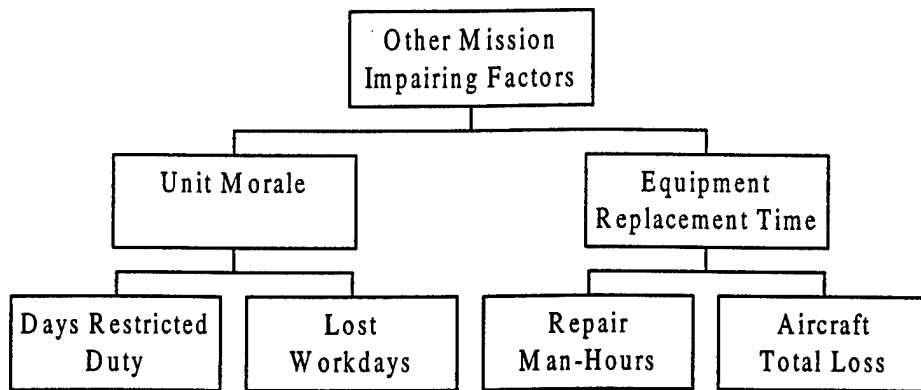 Other Mission
Impairing Factors
Unit Morale
Equipment
Replacement Time
Days Restricted
Duty
Lost
Workdays
Repair
Man-Hours
Aircraft
Total Loss